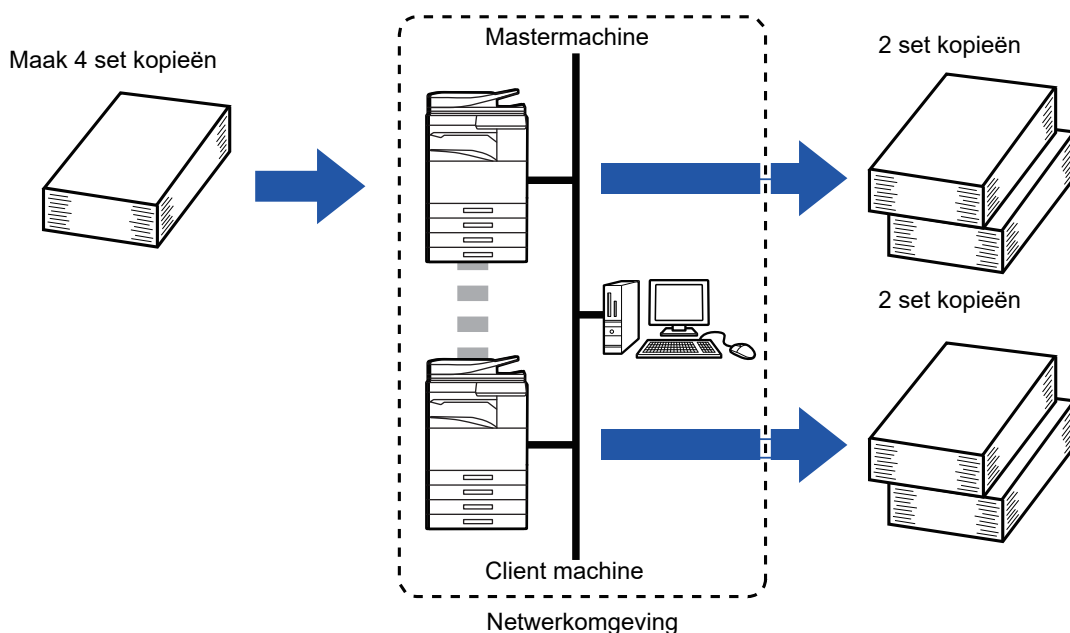 Maak 4 set kopieën
Mastermachine
2 set kopieën
2 set kopieën
Client machine
Netwerkomgeving